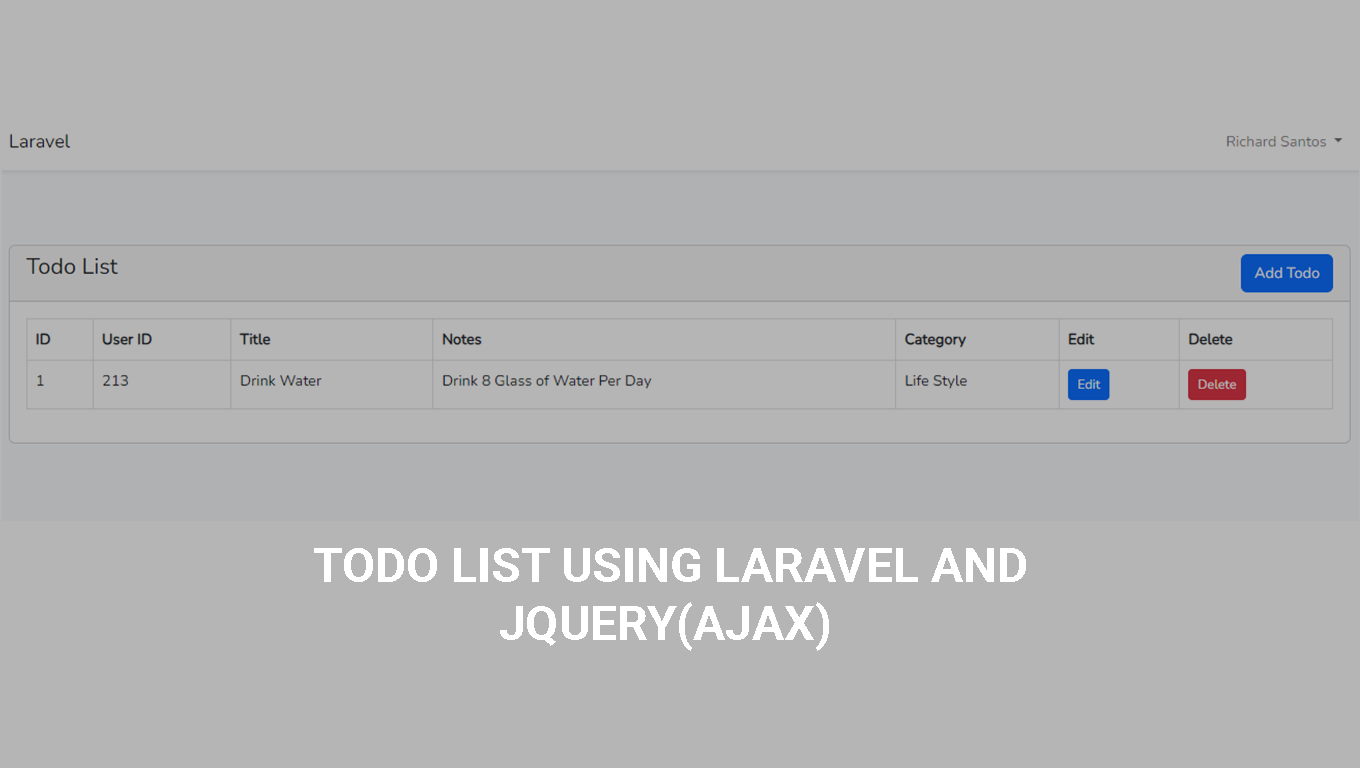 Laravel Richard Santos
Todo List Add Todo
ID User ID Title Notes Category Edit Delete
1 213 Drink Water Drink 8 Glass of Water Per Day Life Style Edit Delete
TODO LIST USING LARAVEL AND
JQUERY(AJAX)